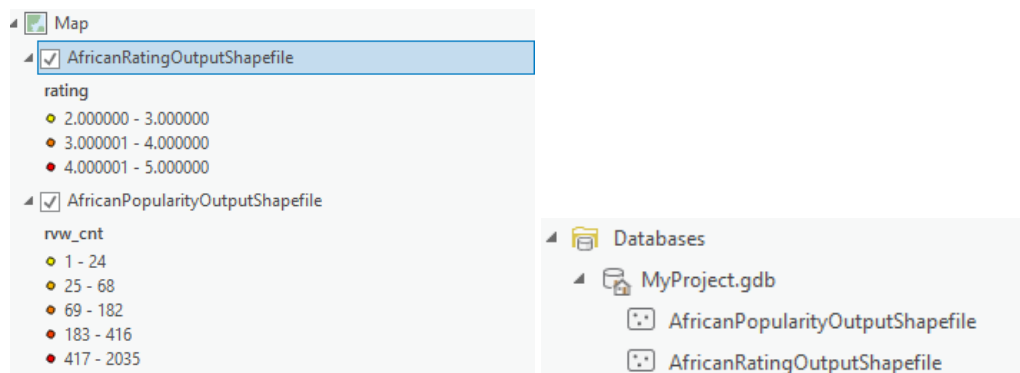 Map
AfricanRatingOutputShapefile
rating
2.000000 - 3.000000
3.000001 - 4.000000
4.000001 - 5.000000
AfricanPopularityOutputShapefile
rvw_cnt
1 - 24
25 - 68
69 - 182
183 - 416
417 - 2035
Databases
MyProject.gdb
AfricanPopularityOutputShapefile
AfricanRatingOutputShapefile